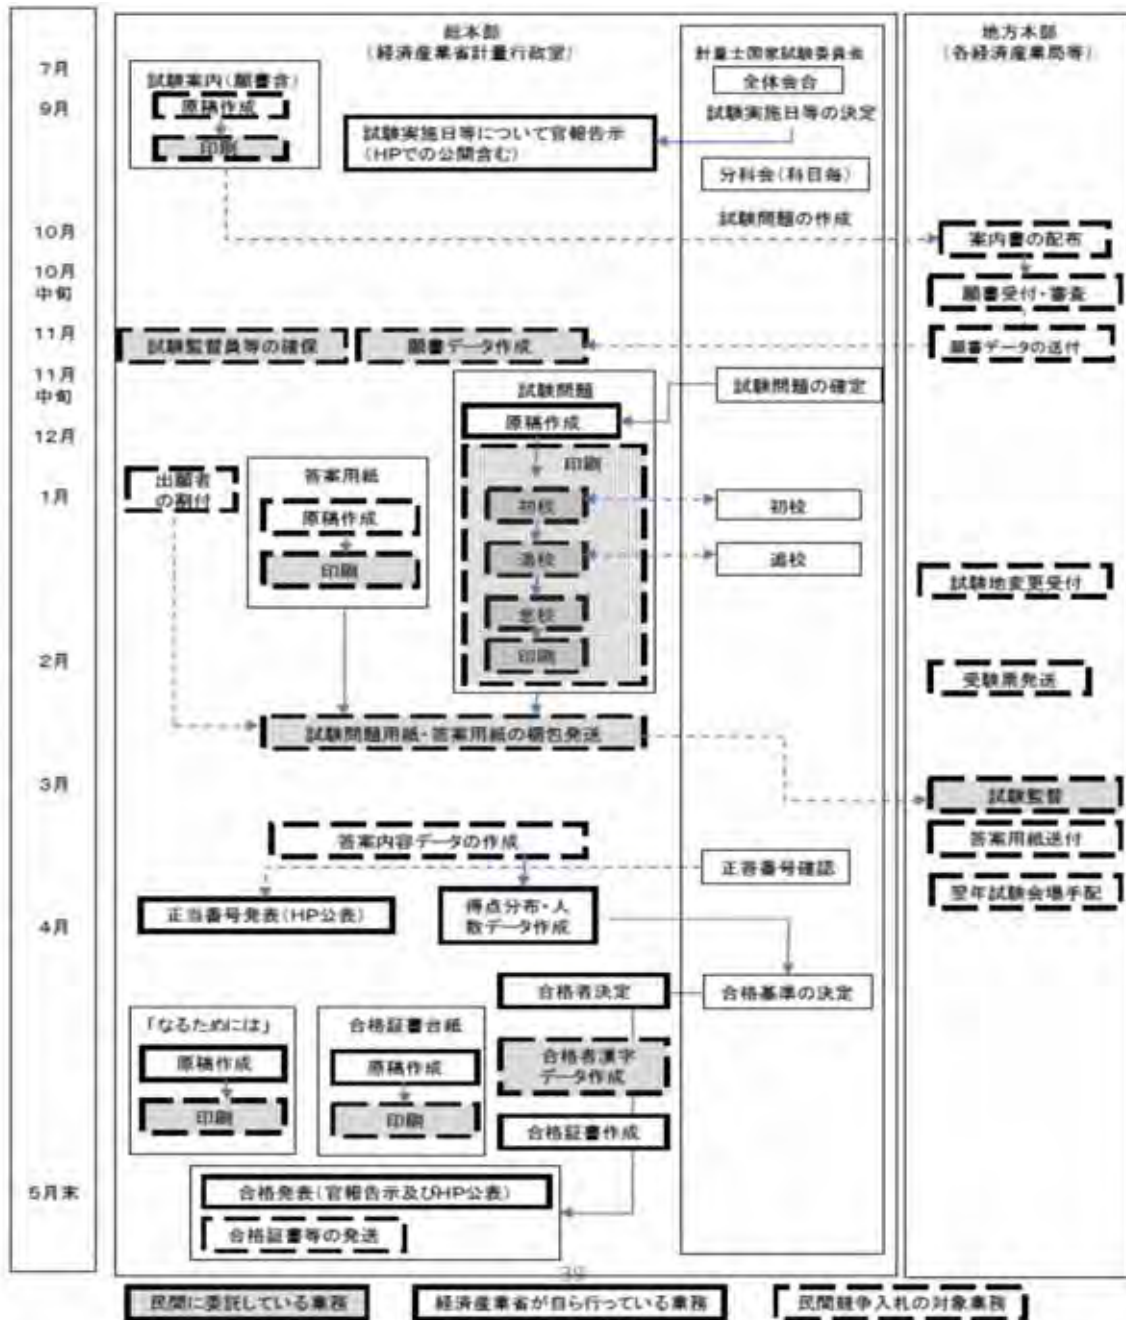 総本部
(経済産業省計量行政室)
計量士国家試験委員会
地方本部
(各経済産業局等)
7月
9月
10月
10月
中旬
11月
11月
中旬
12月
1月
2月
3月
4月
5月末
試験案内(願書含)
原稿作成
印刷
試験実施日等について官報告示
(HPでの公開含む)
全体会合
試験実施日等の決定
分科会(科目毎)
試験問題の作成
案内書の配布
願書受付・審査
願書データの送付
試験監督員等の確保
願書データ作成
試験問題
原稿作成
試験問題の確定
印刷
初校
追校
念校
印刷
初校
追校
出願者
の割付
答案用紙
原稿作成
印刷
試験地変更受付
受験票発送
試験問題用紙・答案用紙の梱包発送
試験監督
答案用紙送付
翌年試験会場手配
答案内容データの作成
正答番号確認
正当番号発表(HP公表)
得点分布・人
数データ作成
合格者決定
合格基準の決定
「なるためには」
原稿作成
印刷
合格証書台紙
原稿作成
印刷
合格者漢字
データ作成
合格証書作成
合格発表(官報告示及びHP公表)
合格証書等の発送
39
民間に委託している業務
経済産業省が自ら行っている業務
民間競争入札の対象業務